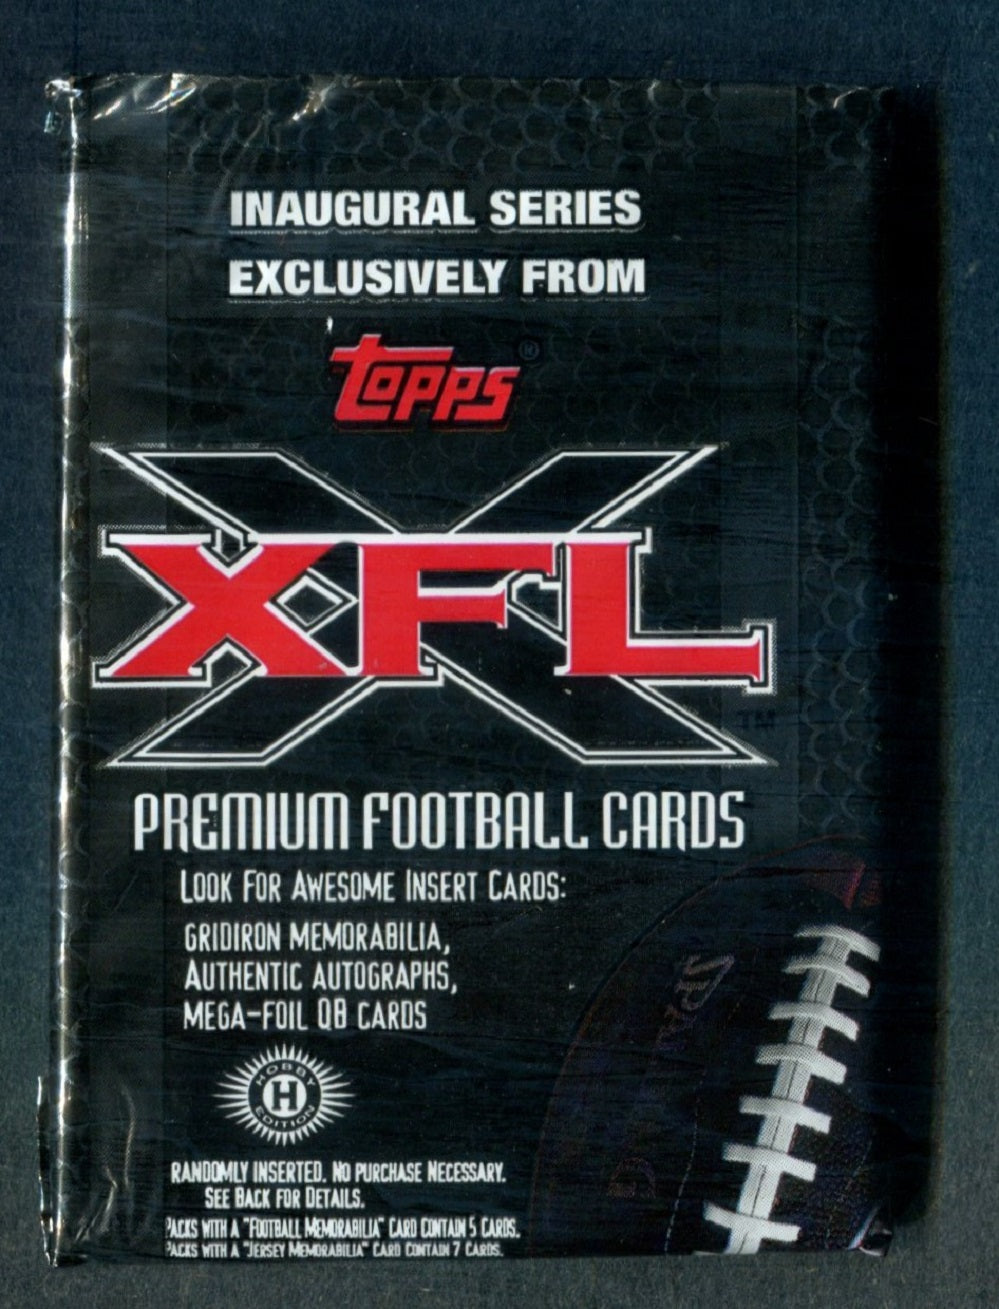 INAUGURAL SERIES
EXCLUSIVELY FROM
Topps ®
XFL
TM
PREMIUM FOOTBALL CARDS
LOOK FOR AWESOME INSERT CARDS:
GRIDIRON MEMORABILIA,
AUTHENTIC AUTOGRAPHS,
MEGA-FOIL QB CARDS
HOBBY
H
EDITION
RANDOMLY INSERTED. NO PURCHASE NECESSARY.
SEE BACK FOR DETAILS.
PACKS WITH A "FOOTBALL MEMORABILIA" CARD CONTAIN 5 CARDS.
PACKS WITH A "JERSEY MEMORABILIA" CARD CONTAIN 7 CARDS.